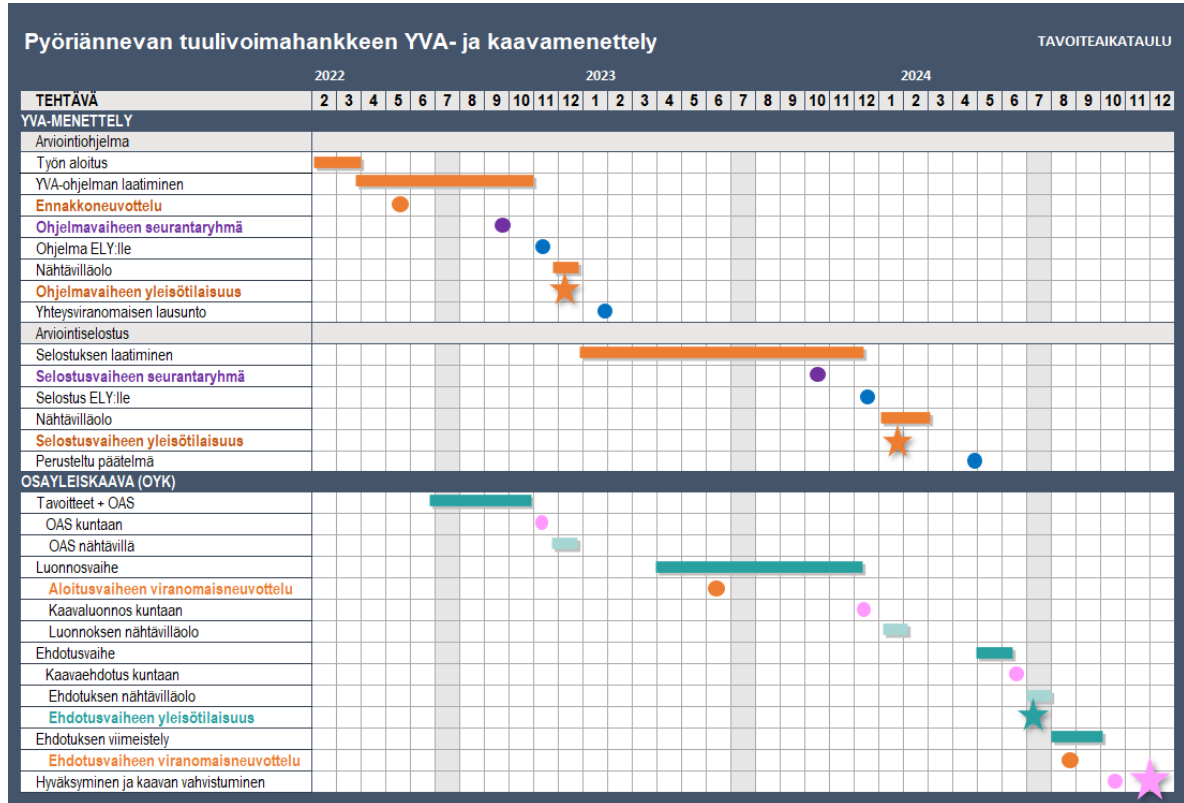 Pyöriännevan tuulivoimahankkeen YVA- ja kaavamenettely TAVOITEAIKATAULU
2022 2023 2024
TEHTÄVÄ 2 3 4 5 6 7 8 9 10 11 12 1 2 3 4 5 6 7 8 9 10 11 12 1 2 3 4 5 6 7 8 9 10 11 12
YVA-MENETTELY
Arviointiohjelma
Työn aloitus
YVA-ohjelman laatiminen
Ennakkoneuvottelu
Ohjelmavaiheen seurantaryhmä
Ohjelma ELY:lle
Nähtävilläolo
Ohjelmavaiheen yleisötilaisuus
Yhteysviranomaisen lausunto
Arviointiselostus
Selostuksen laatiminen
Selostusvaiheen seurantaryhmä
Selostus ELY:lle
Nähtävilläolo
Selostusvaiheen yleisötilaisuus
Perusteltu päätelmä
OSAYLEISKAAVA (OYK)
Tavoitteet + OAS
OAS kuntaan
OAS nähtävillä
Luonnosvaihe
Aloitusvaiheen viranomaisneuvottelu
Kaavaluonnos kuntaan
Luonnoksen nähtävilläolo
Ehdotusvaihe
Kaavaehdotus kuntaan
Ehdotuksen nähtävilläolo
Ehdotusvaiheen yleisötilaisuus
Ehdotuksen viimeistely
Ehdotusvaiheen viranomaisneuvottelu
Hyväksyminen ja kaavan vahvistuminen